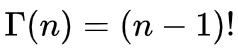 Γ(n) = (n − 1)!